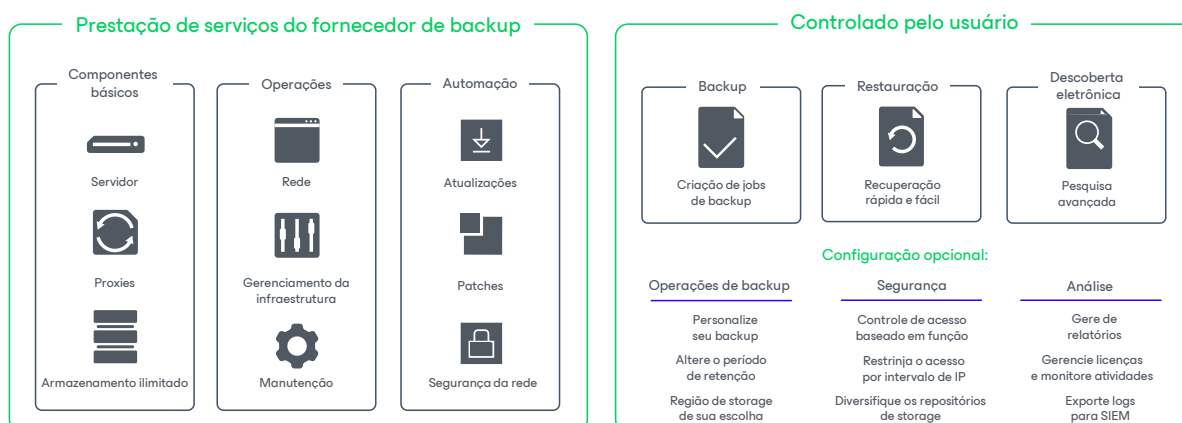 Prestação de serviços do fornecedor de backup
Componentes
básicos
Servidor
Proxies
Armazenamento ilimitado
Operações
Rede
Gerenciamento da
infraestrutura
Manutenção
Automação
Atualizações
Patches
Segurança da rede
Controlado pelo usuário
Backup
Criação de jobs
de backup
Restauração
Recuperação
rápida e fácil
Descoberta
eletrônica
Pesquisa
avançada
Configuração opcional:
Operações de backup
Personalize
seu backup
Altere o período
de retenção
Região de storage
de sua escolha
Segurança
Controle de acesso
baseado em função
Restrinja o acesso
por intervalo de IP
Diversifique os repositórios
de storage
Análise
Gere de
relatórios
Gerencie licenças
e monitore atividades
Exporte logs
para SIEM